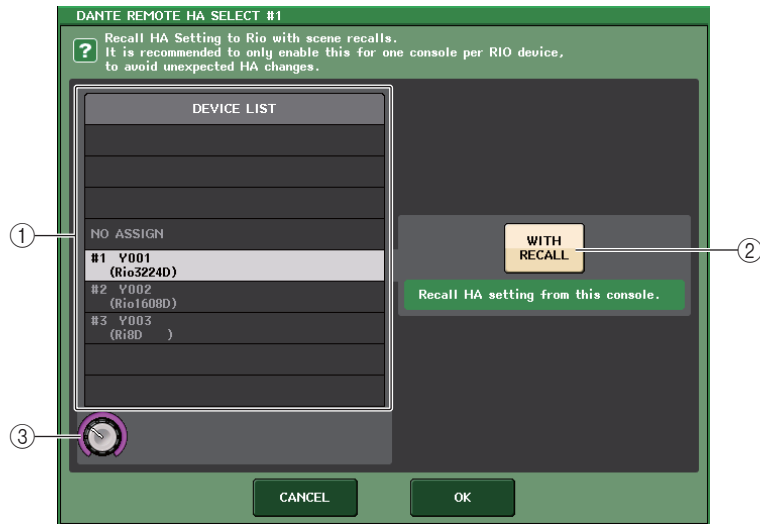 DANTE REMOTE HA SELECT #1
? Recall HA Setting to Rio with scene recalls.
It is recommended to only enable this for one console per RIO device,
to avoid unexpected HA changes.
DEVICE LIST
NO ASSIGN
#1 Y001
(Rio3224D)
#2 Y002
(Rio1608D)
#3 Y003
(Ri8D )
① 
WITH
RECALL
②
Recall HA setting from this console.
③
CANCEL
OK